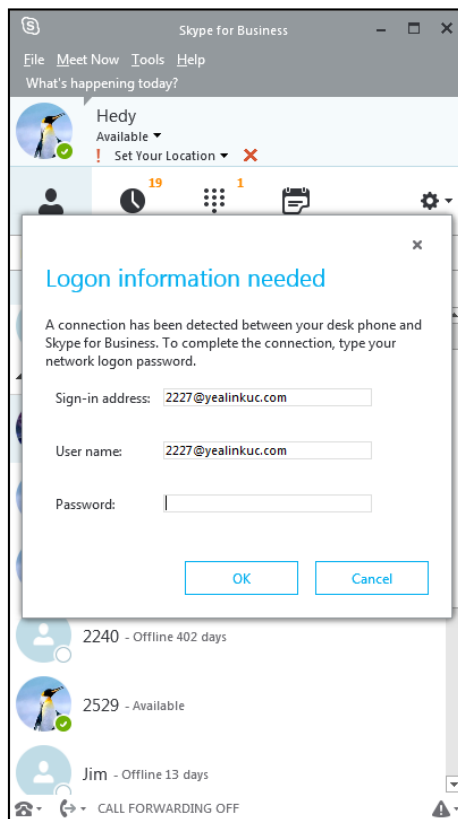 Skype for Business
File Meet Now Tools Help
What's happening today?
Hedy
Available
! Set Your Location
19
1
Logon information needed
A connection has been detected between your desk phone and
Skype for Business. To complete the connection, type your
network logon password.
Sign-in address: 2227@yealinkuc.com
User name: 2227@yealinkuc.com
Password:
OK Cancel
2240 - Offline 402 days
2529 - Available
Jim - Offline 13 days
CALL FORWARDING OFF